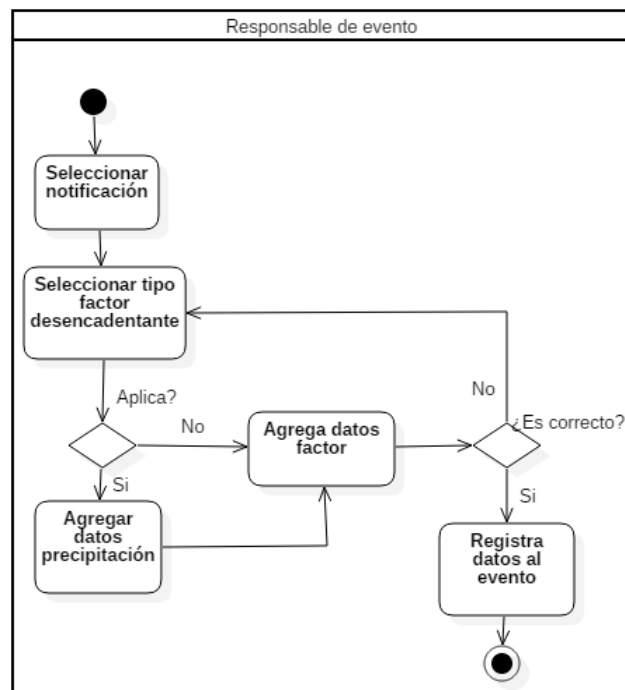 Responsable de evento
Seleccionar
notificación
Seleccionar tipo
factor
desencadentante
Aplica?
No
Si
Agregar
datos
precipitación
Agrega datos
factor
No
¿Es correcto?
Si
Registra
datos al
evento